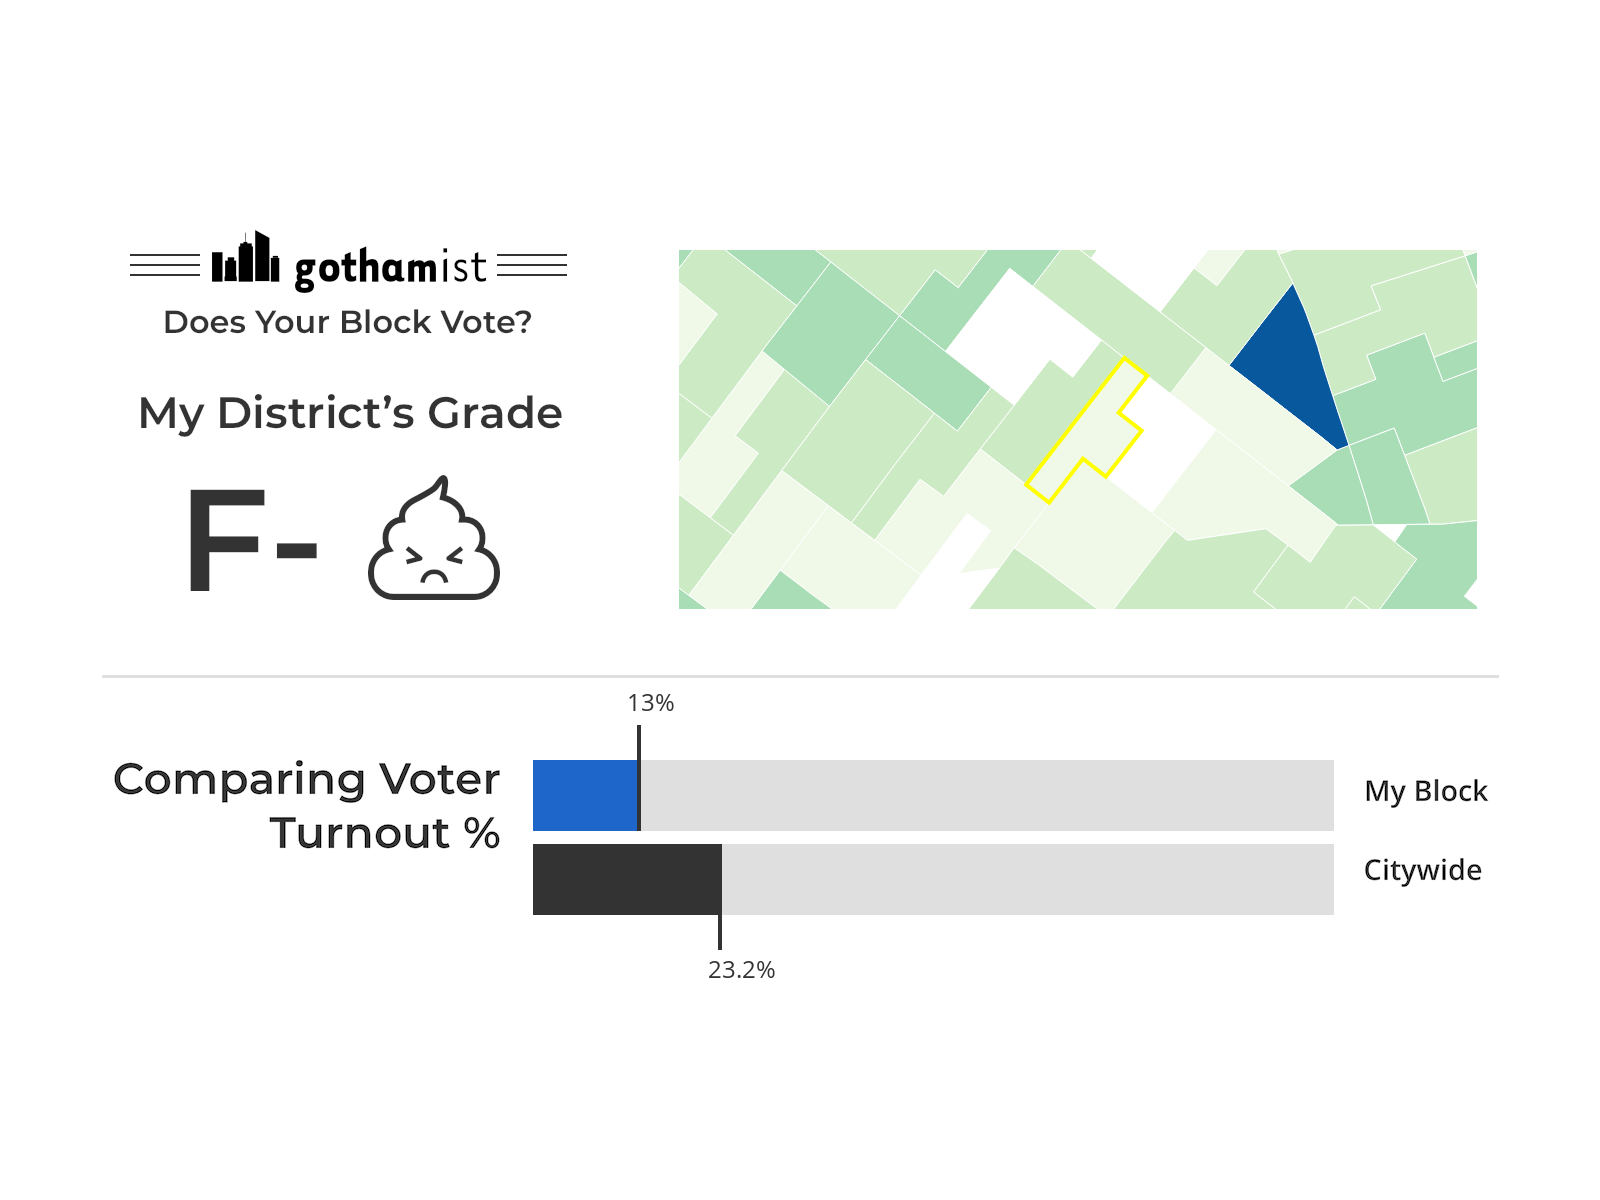 gothamist
Does Your Block Vote?
My District’s Grade
F-
13%
Comparing Voter
Turnout %
My Block
Citywide
23.2%